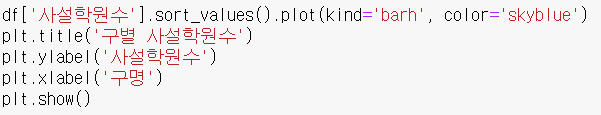 df['사설학원수'].sort_values().plot(kind='barh', color='skyblue')
plt.title('구별 사설학원수')
plt.ylabel('사설학원수')
plt.xlabel('구명')
plt.show()